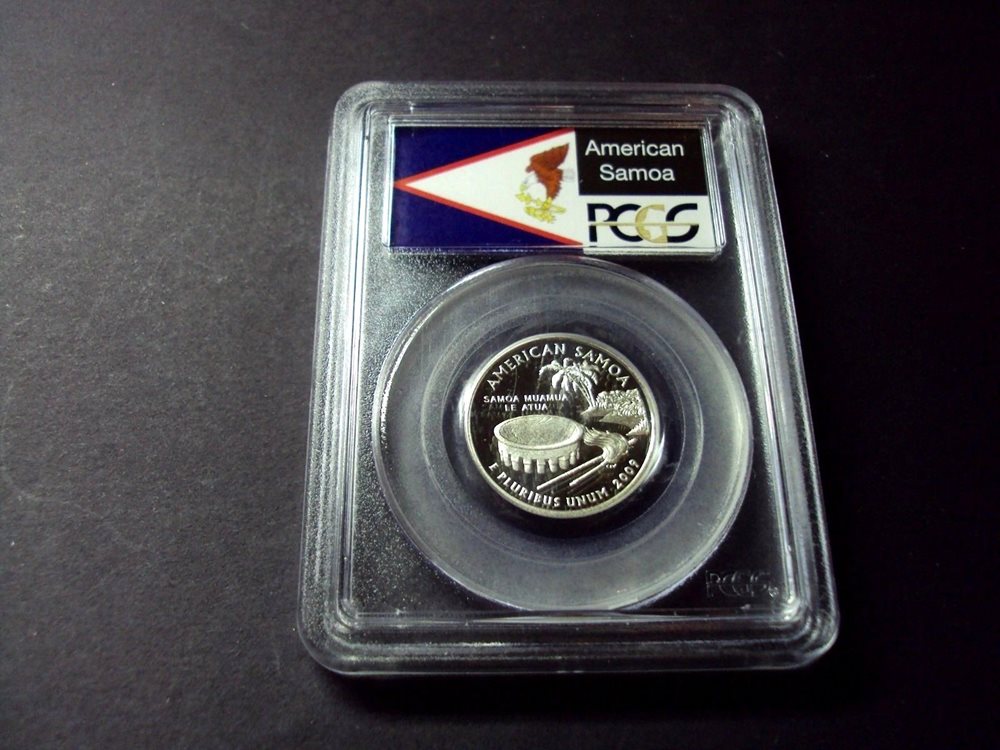 American
Samoa
PCGS
AMERICAN SAMOA
SAMOA MUAMUA
LE ATUA
E PLURIBUS UNUM · 2009
PCGS